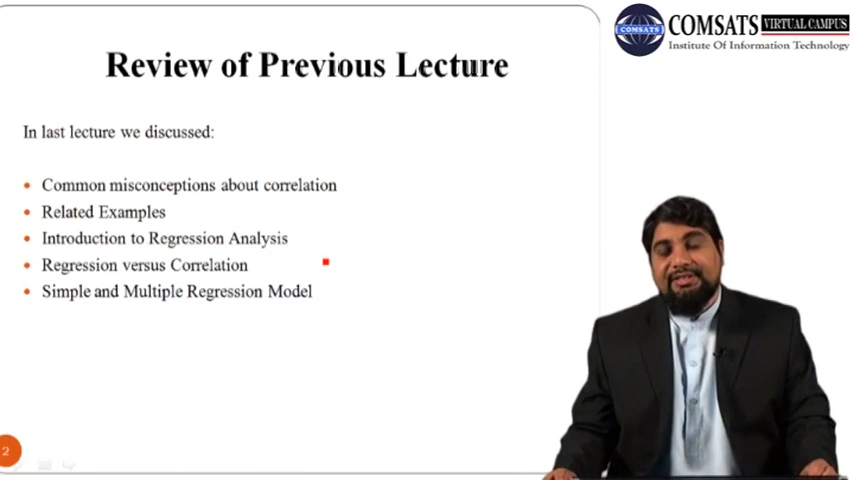 Review of Previous Lecture
In last lecture we discussed:
Common misconceptions about correlation
Related Examples
Introduction to Regression Analysis
Regression versus Correlation
Simple and Multiple Regression Model
2
COMSATS
COMSATS VIRTUAL CAMPUS
Institute Of Information Technology